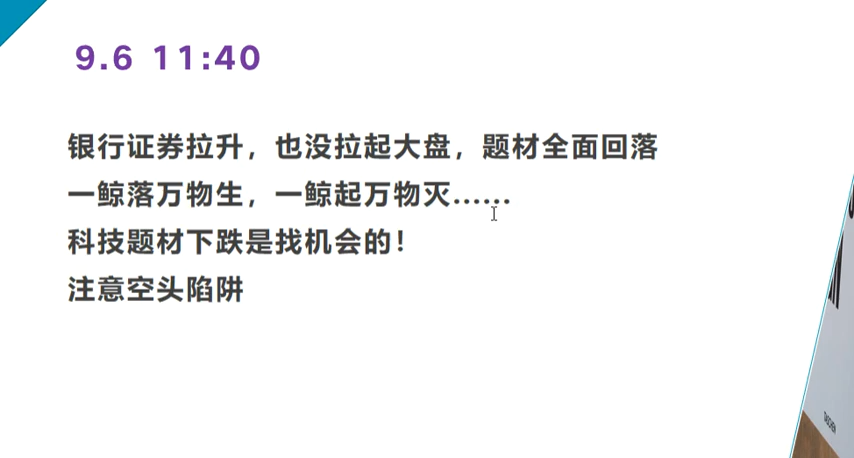 9.6 11:40
银行证券拉升，也没拉起大盘，题材全面回落
一鲸落万物生，一鲸起万物灭……
科技题材下跌是找机会的！
注意空头陷阱